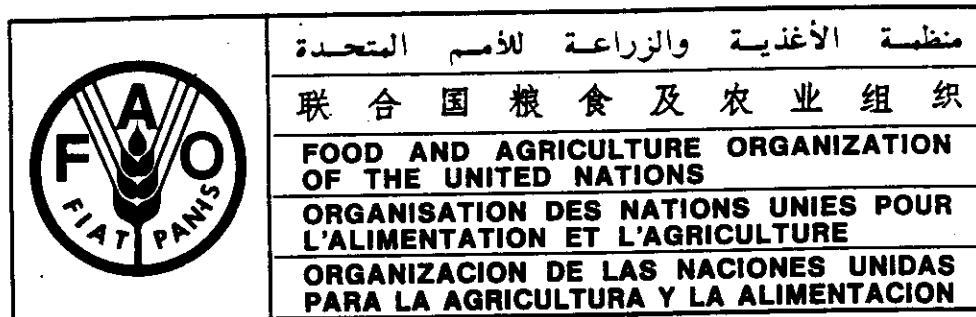 F A O
FIAT PANIS
منظمة الأغذية والزراعة للأمم المتحدة
联合国粮食及农业组织
FOOD AND AGRICULTURE ORGANIZATION
OF THE UNITED NATIONS
ORGANISATION DES NATIONS UNIES POUR
L'ALIMENTATION ET L'AGRICULTURE
ORGANIZACION DE LAS NACIONES UNIDAS
PARA LA AGRICULTURA Y LA ALIMENTACION